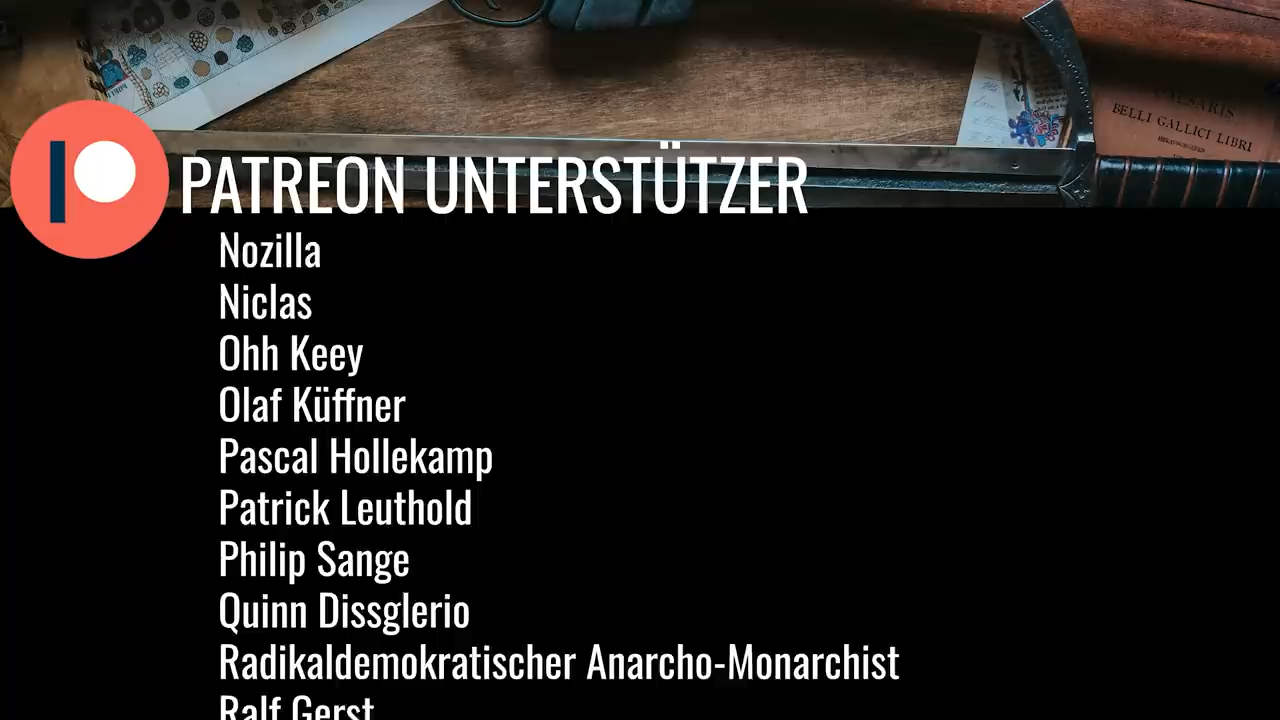 CAESARIS
BELLI GALLICI LIBRI
PATREON UNTERSTÜTZER
Nozilla
Niclas
Ohh Keey
Olaf Küffner
Pascal Hollekamp
Patrick Leuthold
Philip Sange
Quinn Dissglerio
Radikaldemokratischer Anarcho-Monarchist
Ralf Gerst